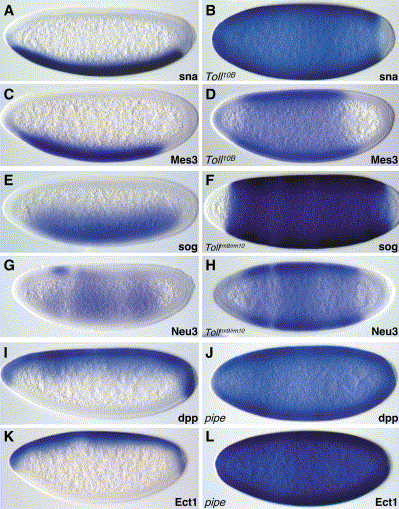 A
sna
B
Toll10B
sna
C
Mes3
D
Toll10B
Mes3
E
sog
F
Tollrm9/rm10
sog
G
Neu3
H
Tollrm9/rm10
Neu3
I
dpp
J
pipe
dpp
K
Ect1
L
pipe
Ect1